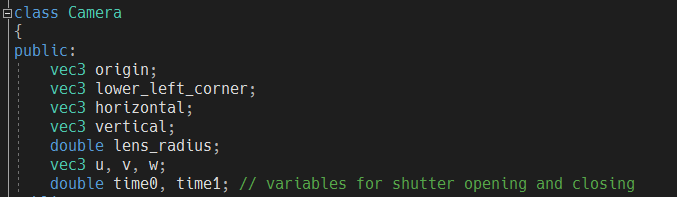 class Camera
{
public:
vec3 origin;
vec3 lower_left_corner;
vec3 horizontal;
vec3 vertical;
double lens_radius;
vec3 u, v, w;
double time0, time1; // variables for shutter opening and closing